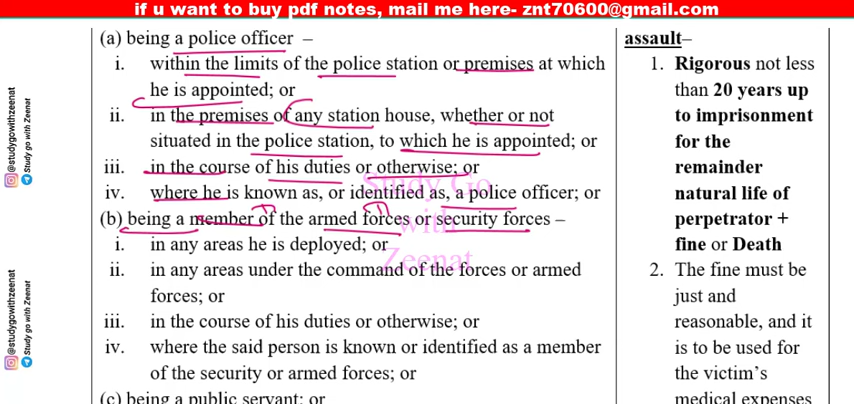 if u want to buy pdf notes, mail me here- znt70600@gmail.com
(a) being a police officer –
i. within the limits of the police station or premises at which
he is appointed; or
ii. in the premises of any station house, whether or not
situated in the police station, to which he is appointed; or
iii. in the course of his duties or otherwise; or
iv. where he is known as, or identified as, a police officer; or
(b) being a member of the armed forces or security forces –
i. in any areas he is deployed; or
ii. in any areas under the command of the forces or armed
forces; or
iii. in the course of his duties or otherwise; or
iv. where the said person is known or identified as a member
of the security or armed forces; or
(c) being a public servant; or
assault–
1. Rigorous not less
than 20 years up
to imprisonment
for the
remainder
natural life of
perpetrator +
fine or Death
2. The fine must be
just and
reasonable, and it
is to be used for
the victim's
medical expenses
@studygowithzeenat
Study go with Zeenat
@studygowithzeenat
Study go with Zeenat
Study Go
with
Zeenat